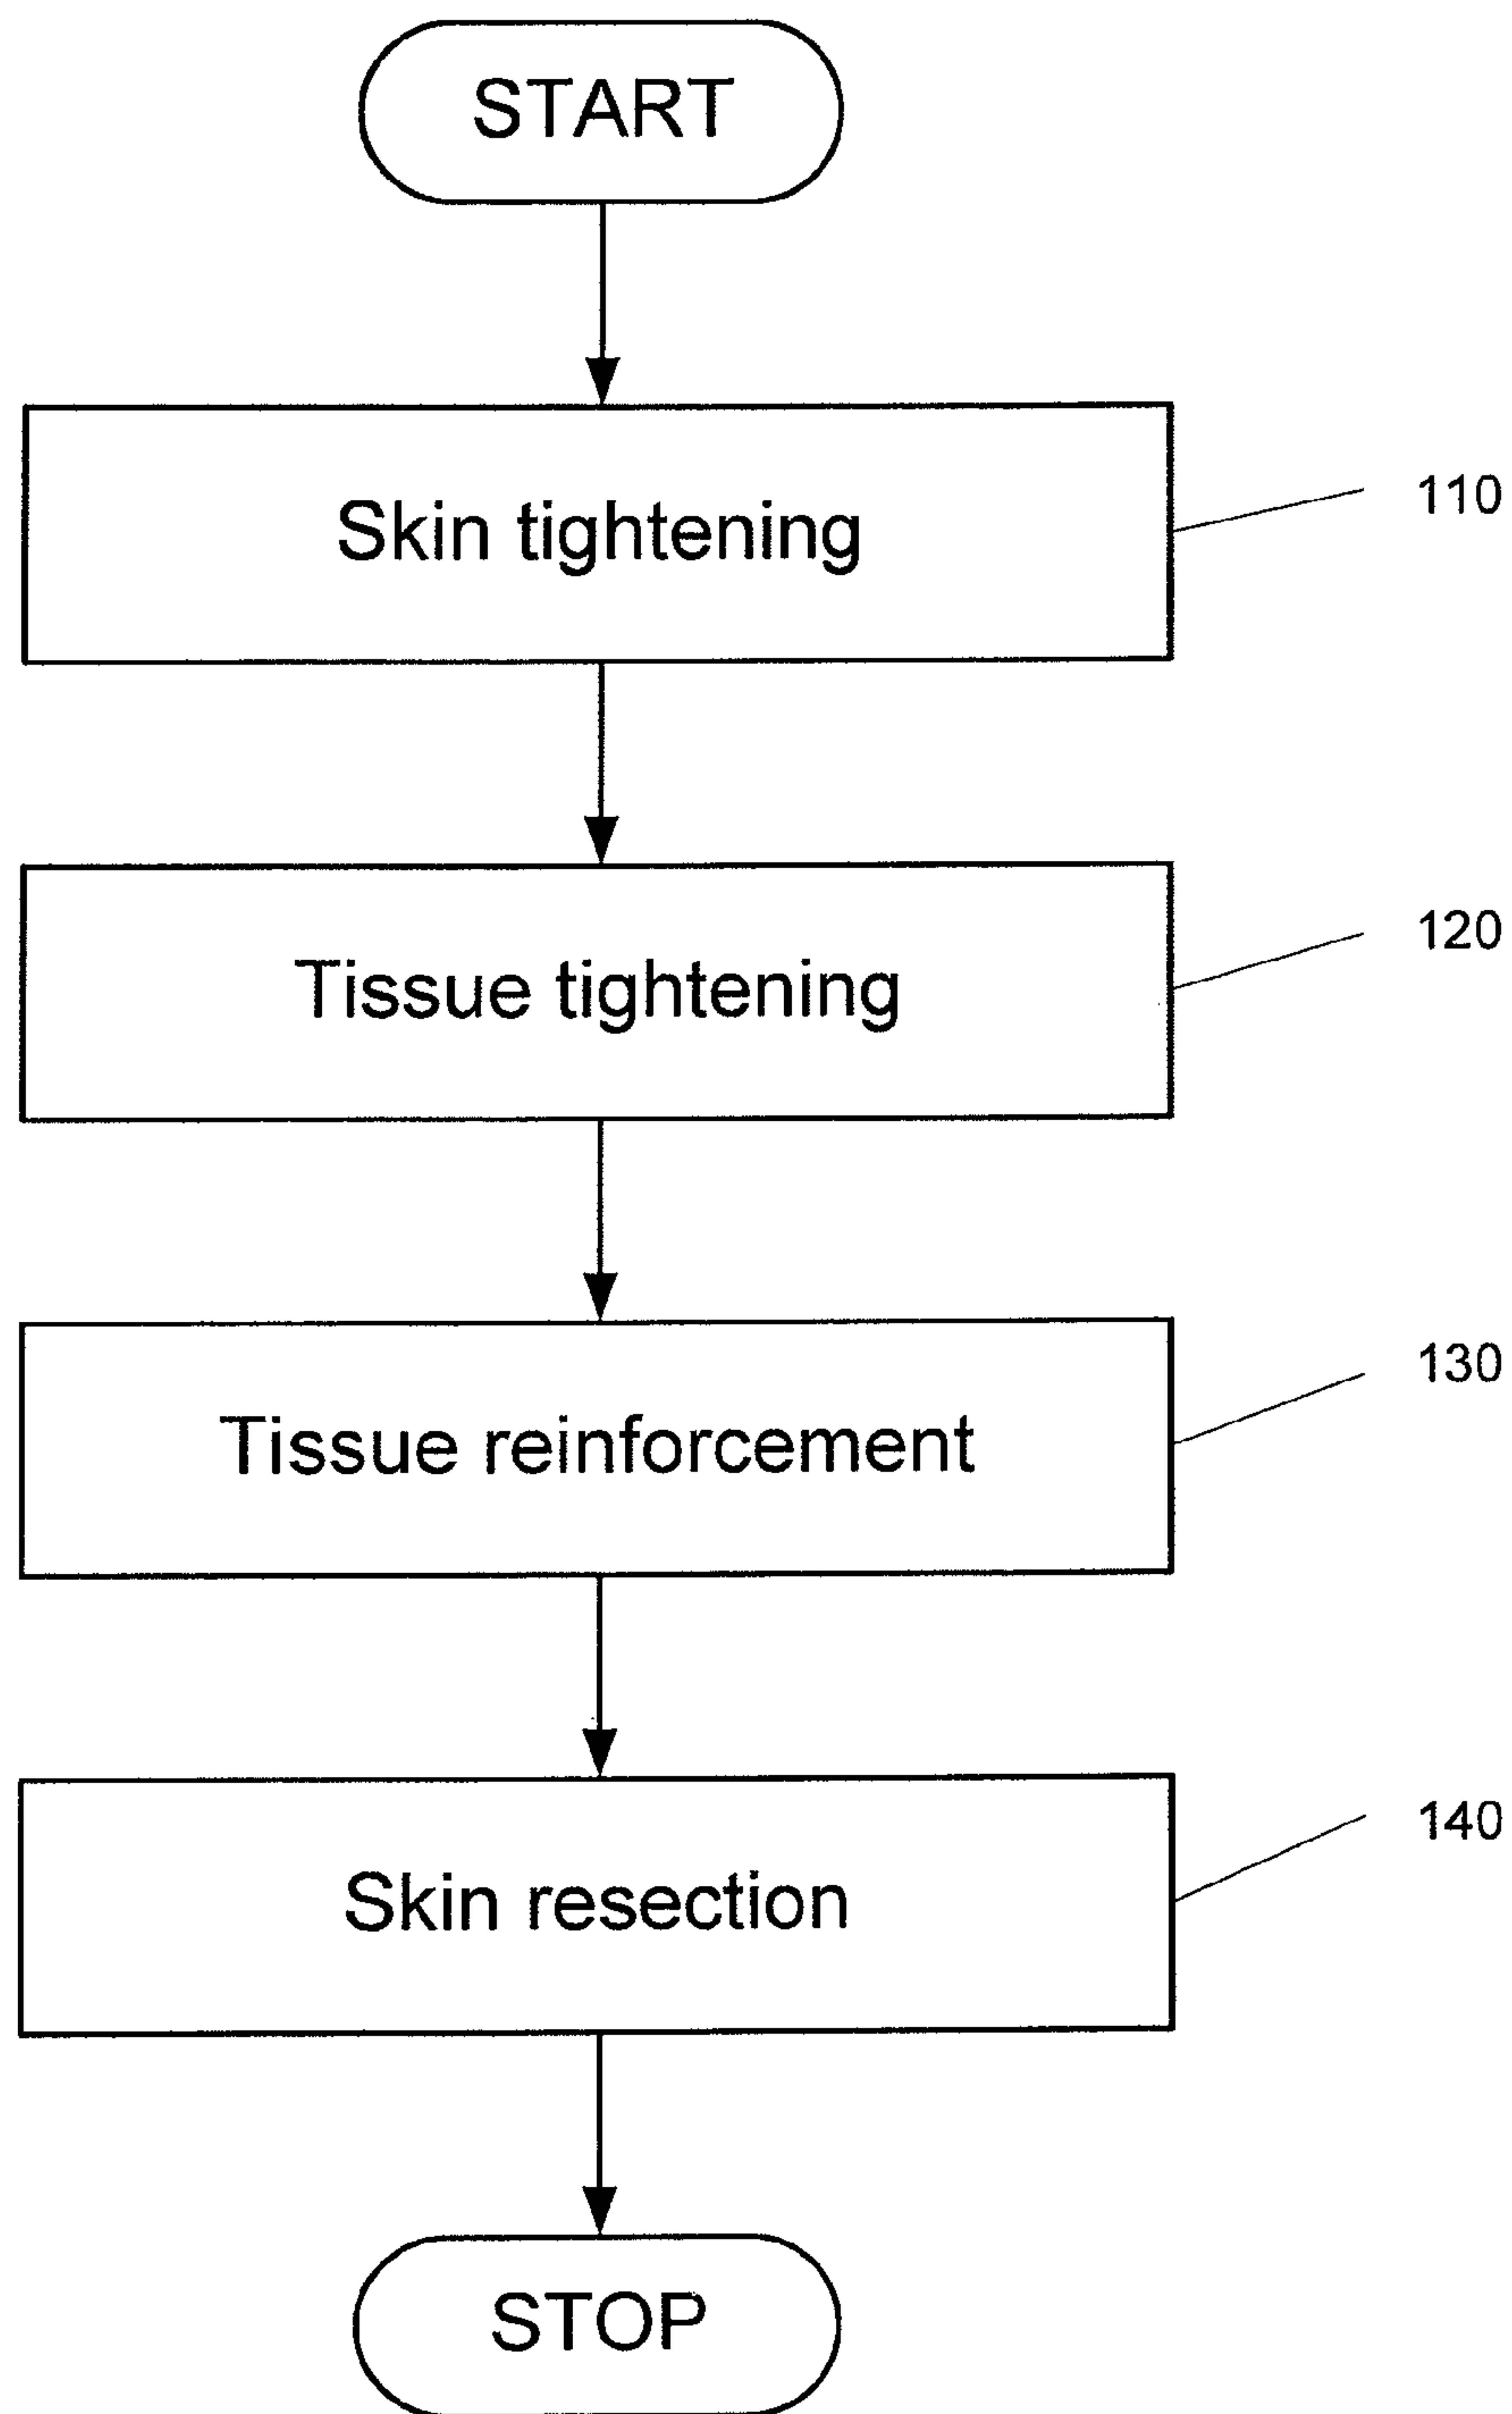 START
Skin tightening
110
Tissue tightening
120
Tissue reinforcement
130
Skin resection
140
STOP